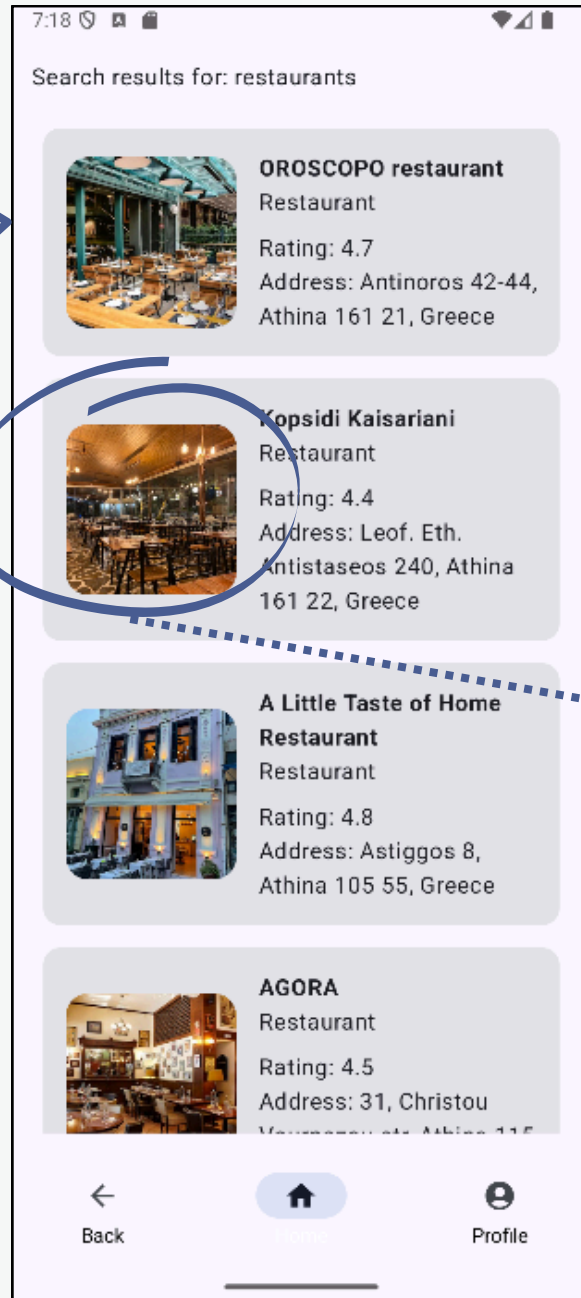 7:18
Search results for: restaurants
OROSCOPO restaurant
Restaurant
Rating: 4.7
Address: Antinoros 42-44,
Athina 161 21, Greece
Kopsidi Kaisariani
Restaurant
Rating: 4.4
Address: Leof. Eth.
Antistaseos 240, Athina
161 22, Greece
A Little Taste of Home
Restaurant
Restaurant
Rating: 4.8
Address: Astiggos 8,
Athina 105 55, Greece
AGORA
Restaurant
Rating: 4.5
Address: 31, Christou
Back
Home
Profile